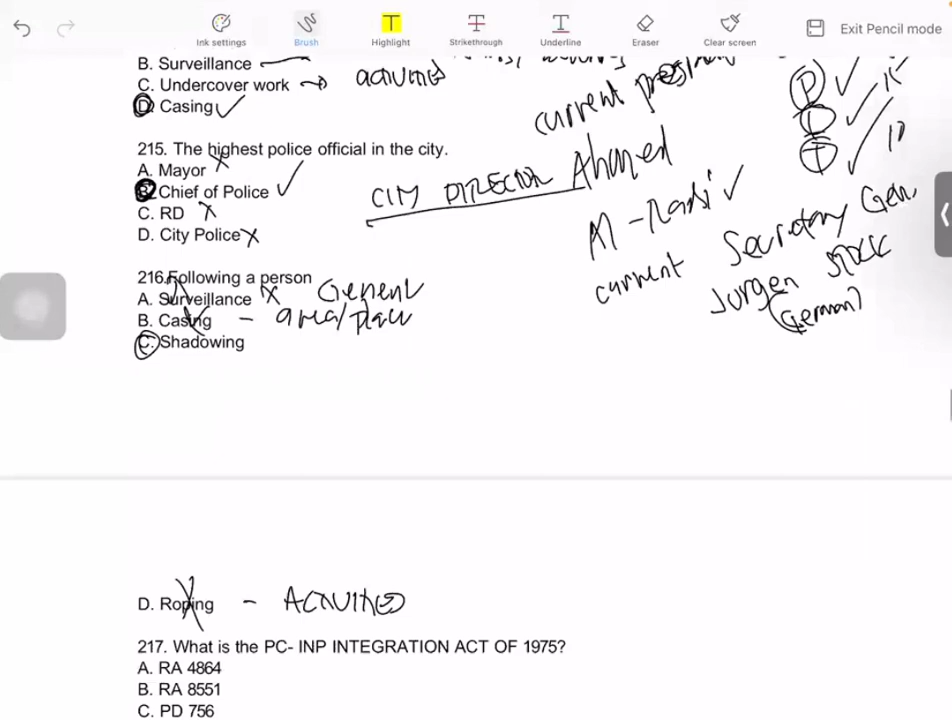 Ink settings
Brush
Highlight
Strikethrough
Underline
Eraser
Clear screen
Exit Pencil mode
B. Surveillance
C. Undercover work → activities
current president
D. Casing ✓
P ✓
I ✓
T ✓
215. The highest police official in the city.
A. Mayor x
B. Chief of Police ✓
CITY DIRECTOR
Ahmed
Al-Raisi ✓
C. RD x
D. City Police x
current Secretary Gen
Jurgen Stock
(German)
216. Following a person
A. Surveillance x General
B. Casing - area/place
C. Shadowing
D. Roping - ACTIVITIES
217. What is the PC- INP INTEGRATION ACT OF 1975?
A. RA 4864
B. RA 8551
C. PD 756